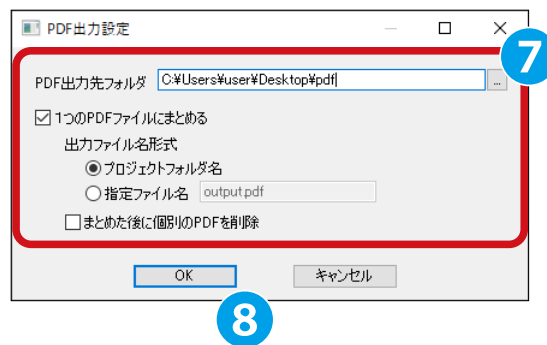 PDF出力設定
7
PDF出力先フォルダ C:¥Users¥user¥Desktop¥pdf ...
1つのPDFファイルにまとめる
出力ファイル名形式
プロジェクトフォルダ名
指定ファイル名 output.pdf
まとめた後に個別のPDFを削除
OK キャンセル
8